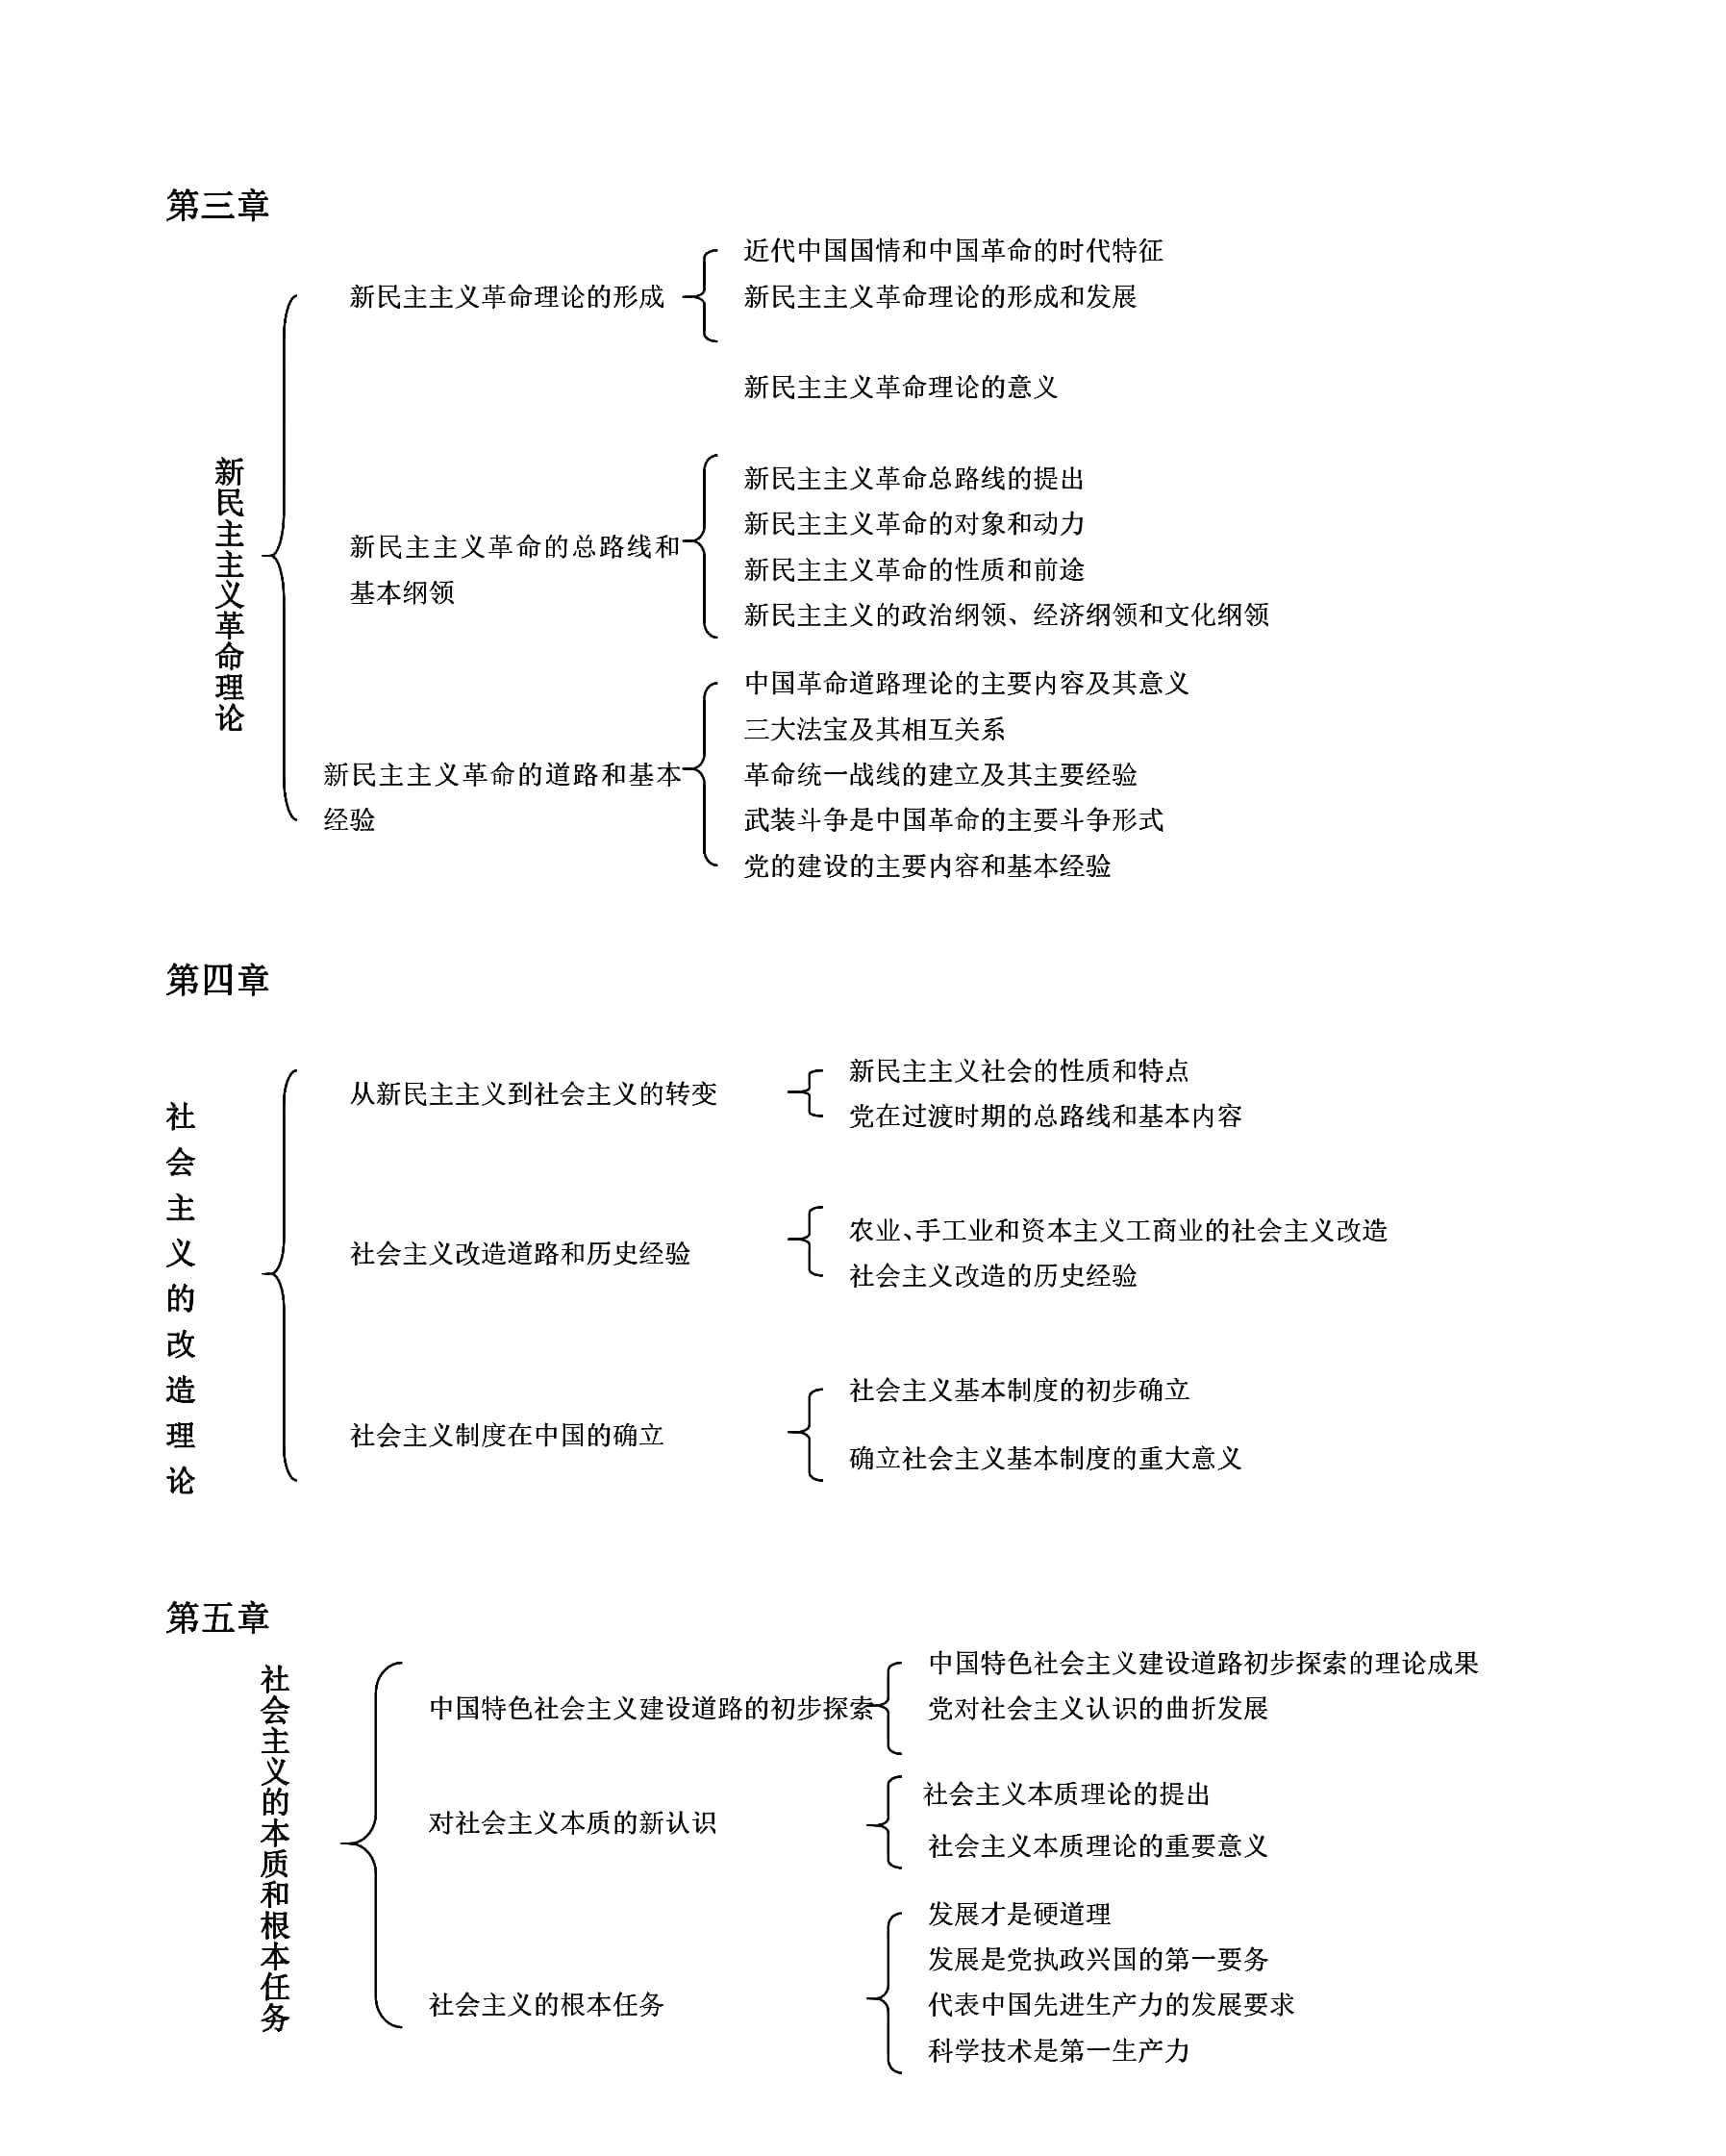 第三章
新民主主义革命理论
新民主主义革命理论的形成
近代中国国情和中国革命的时代特征
新民主主义革命理论的形成和发展
新民主主义革命理论的意义
新民主主义革命的总路线和
基本纲领
新民主主义革命总路线的提出
新民主主义革命的对象和动力
新民主主义革命的性质和前途
新民主主义的政治纲领、经济纲领和文化纲领
新民主主义革命的道路和基本
经验
中国革命道路理论的主要内容及其意义
三大法宝及其相互关系
革命统一战线的建立及其主要经验
武装斗争是中国革命的主要斗争形式
党的建设的主要内容和基本经验
第四章
社会主义的改造理论
从新民主主义到社会主义的转变
新民主主义社会的性质和特点
党在过渡时期的总路线和基本内容
社会主义改造道路和历史经验
农业、手工业和资本主义工商业的社会主义改造
社会主义改造的历史经验
社会主义制度在中国的确立
社会主义基本制度的初步确立
确立社会主义基本制度的重大意义
第五章
社会主义的本质和根本任务
中国特色社会主义建设道路的初步探索
中国特色社会主义建设道路初步探索的理论成果
党对社会主义认识的曲折发展
对社会主义本质的新认识
社会主义本质理论的提出
社会主义本质理论的重要意义
社会主义的根本任务
发展才是硬道理
发展是党执政兴国的第一要务
代表中国先进生产力的发展要求
科学技术是第一生产力